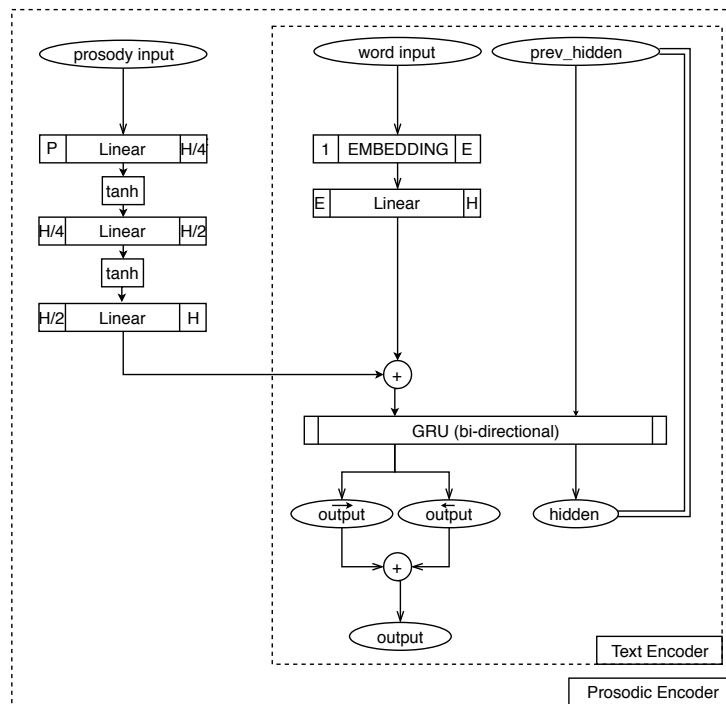 prosody input
word input
prev_hidden
P Linear H/4
1 EMBEDDING E
tanh
E Linear H
H/4 Linear H/2
tanh
H/2 Linear H
+
GRU (bi-directional)
output
output
hidden
+
output
Text Encoder
Prosodic Encoder